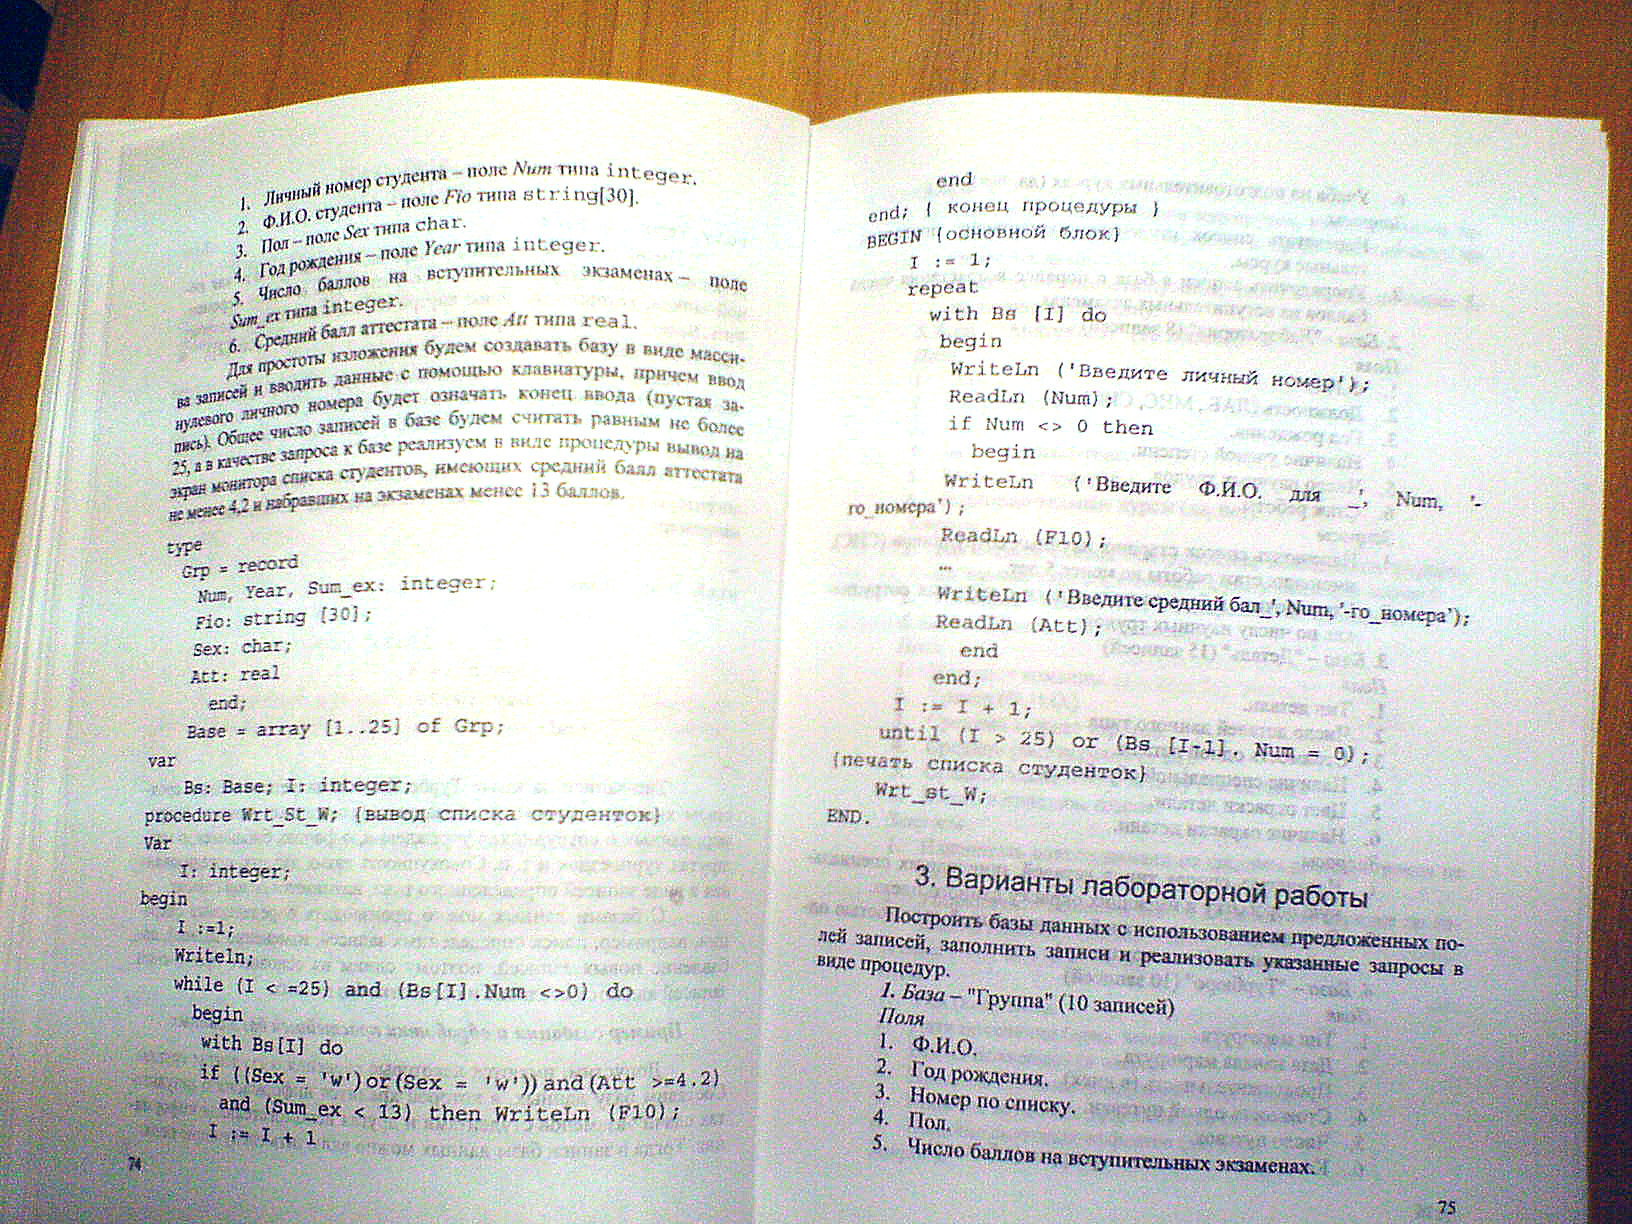 1. Личный номер студента – поле Num типа integer.
2. Ф.И.О. студента – поле Fio типа string[30].
3. Пол – поле Sex типа char.
4. Год рождения – поле Year типа integer.
5. Число баллов на вступительных экзаменах – поле
Sum_ex типа integer.
6. Средний балл аттестата – поле Att типа real.
Для простоты изложения будем создавать базу в виде масси-
ва записей и вводить данные с помощью клавиатуры, причем ввод
нулевого личного номера будет означать конец ввода (пустая за-
пись). Общее число записей в базе будем считать равным не более
25, а в качестве запроса к базе реализуем в виде процедуры вывод на
экран монитора списка студентов, имеющих средний балл аттестата
не менее 4,2 и набравших на экзаменах менее 13 баллов.
type
Grp = record
Num, Year, Sum_ex: integer;
Fio: string [30];
Sex: char;
Att: real
end;
Base = array [1..25] of Grp;
var
Bs: Base; I: integer;
procedure Wrt_St_W; {вывод списка студенток}
Var
I: integer;
begin
I :=1;
Writeln;
while (I < =25) and (Bs[I].Num <>0) do
begin
with Bs[I] do
if ((Sex = 'w')or(Sex = 'w'))and(Att >=4.2)
and (Sum_ex < 13) then WriteLn (F10);
I := I + 1
74
end
end; { конец процедуры }
BEGIN {основной блок}
I := 1;
repeat
with Bs [I] do
begin
WriteLn ('Введите личный номер');
ReadLn (Num);
if Num <> 0 then
begin
WriteLn ('Введите Ф.И.О. для _', Num, '-
го_номера');
ReadLn (F10);
…
WriteLn ('Введите средний бал_', Num, '-го_номера');
ReadLn (Att);
end
end;
I := I + 1;
until (I > 25) or (Bs [I-1]. Num = 0);
{печать списка студенток}
Wrt_st_W;
END.
3. Варианты лабораторной работы
Построить базы данных с использованием предложенных по-
лей записей, заполнить записи и реализовать указанные запросы в
виде процедур.
1. База – "Группа" (10 записей)
Поля
1. Ф.И.О.
2. Год рождения.
3. Номер по списку.
4. Пол.
5. Число баллов на вступительных экзаменах.
75